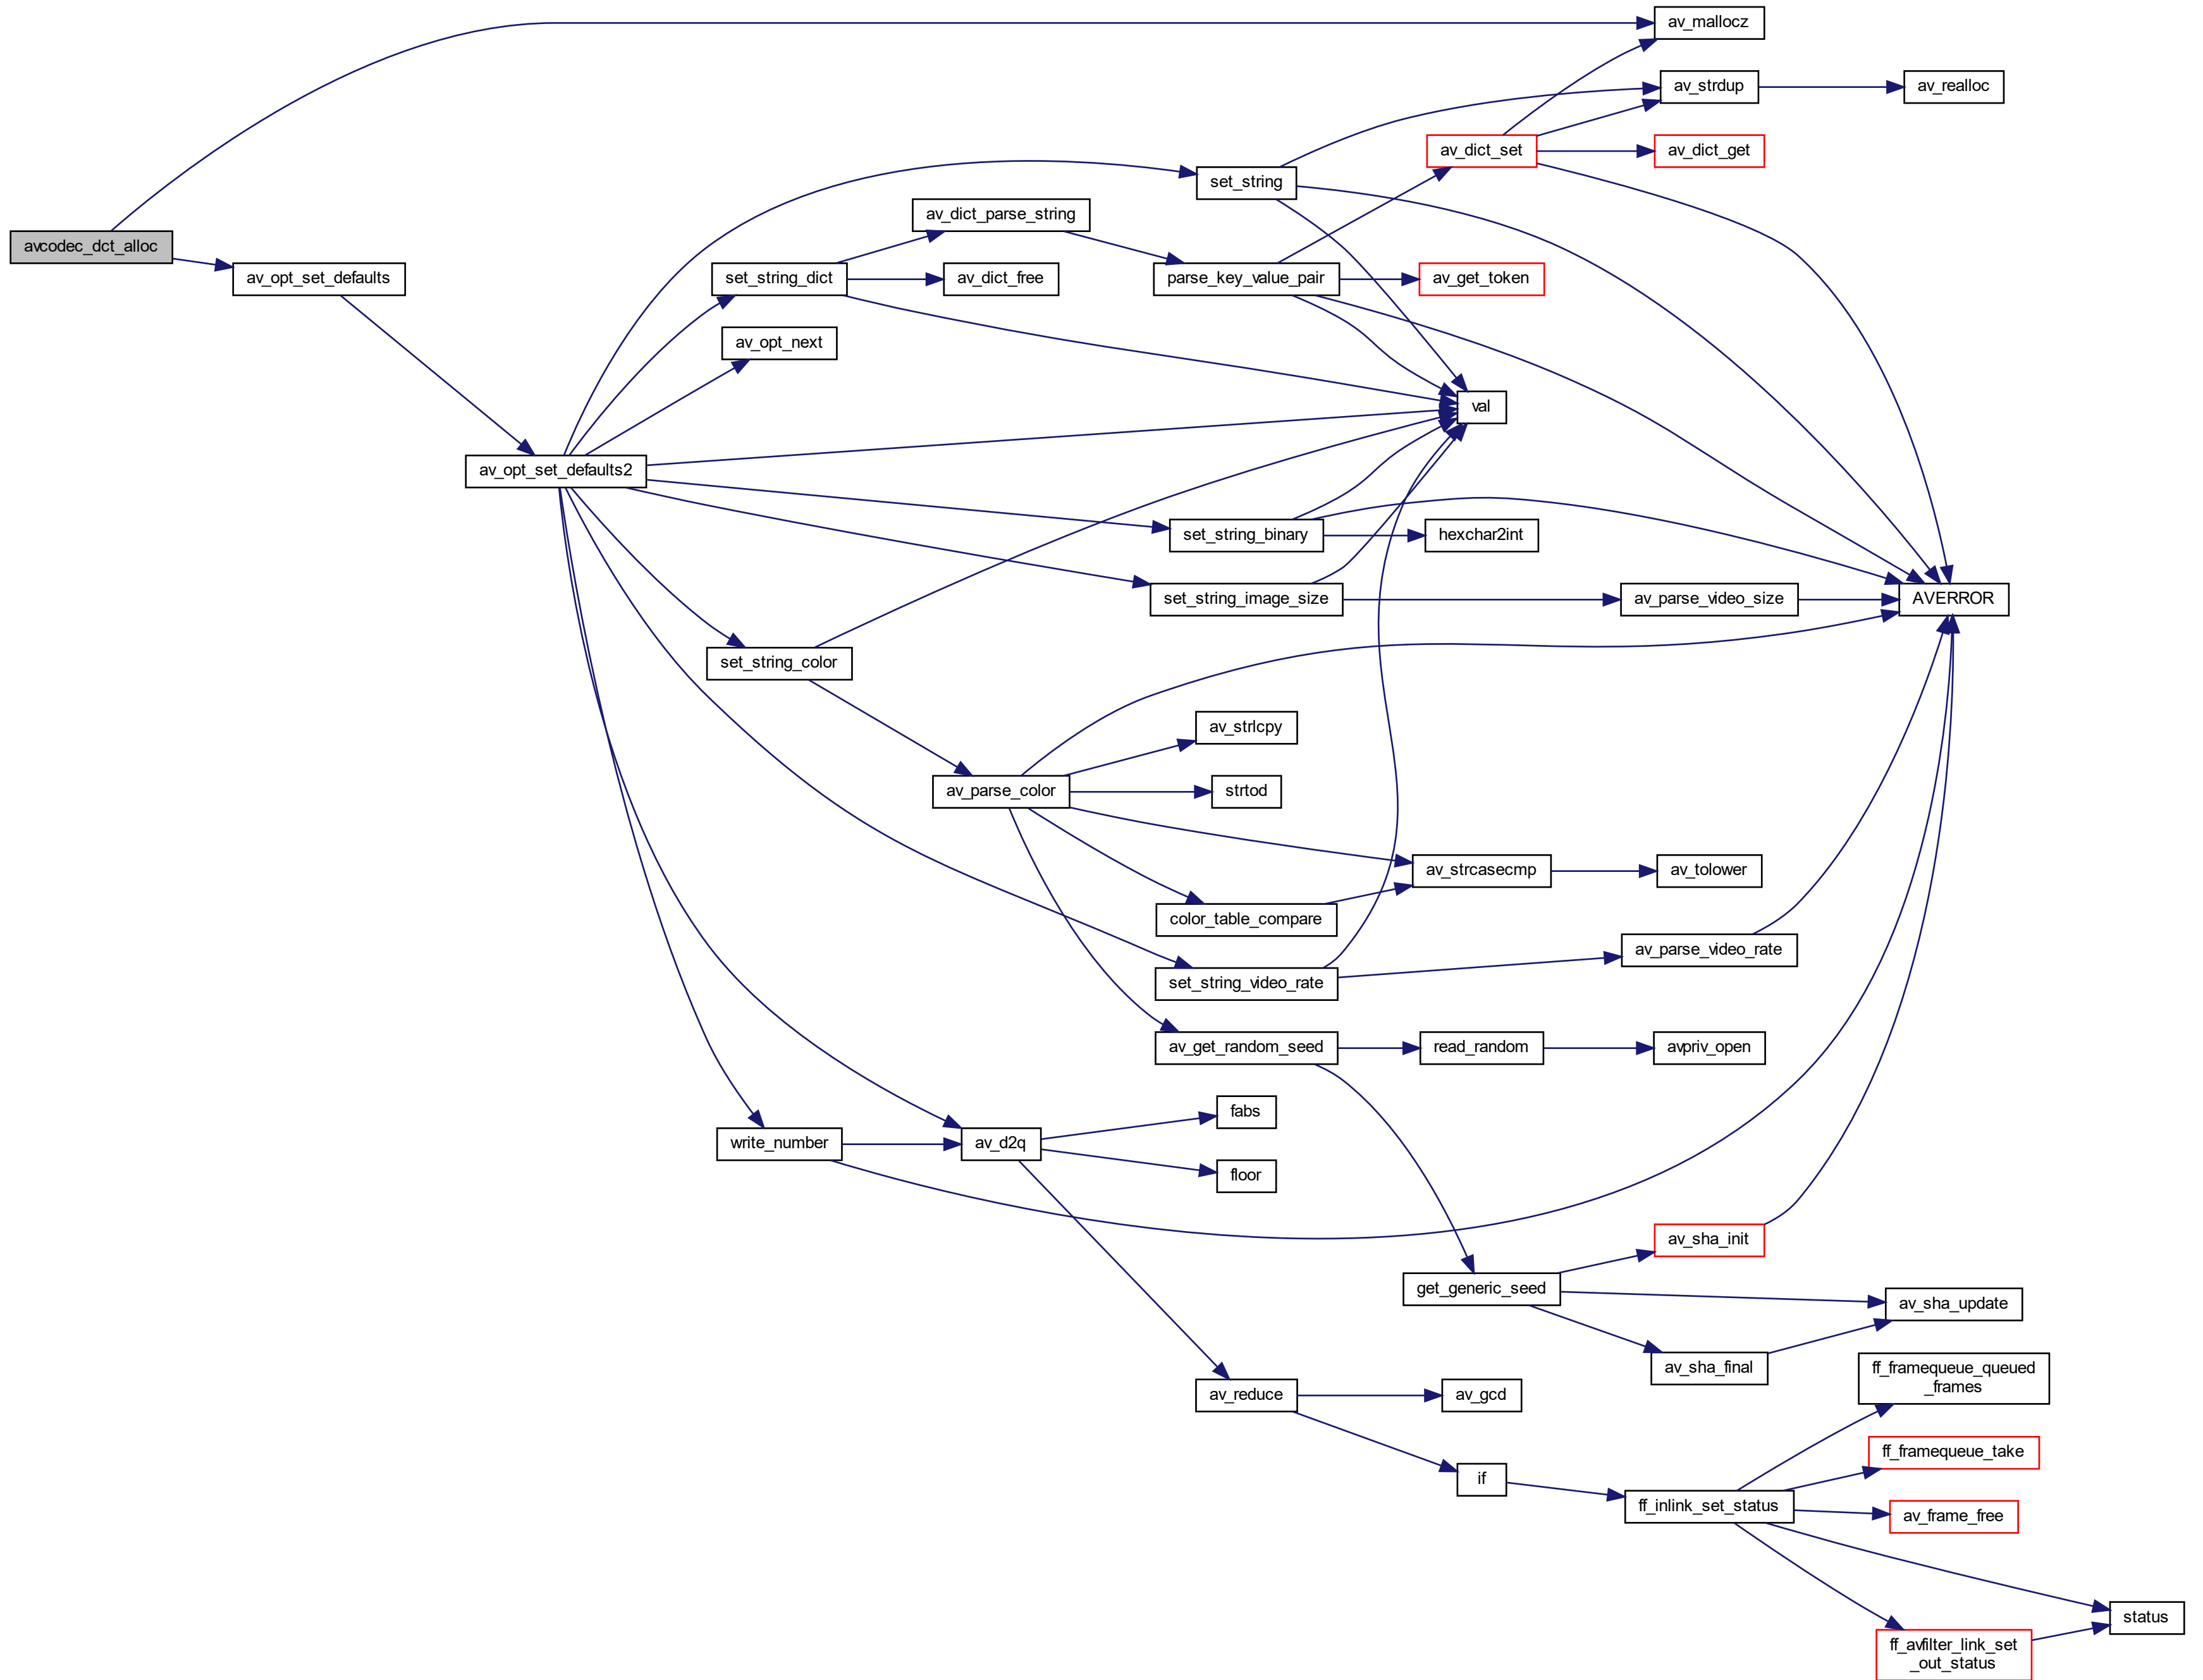 av_mallocz
av_strdup
av_realloc
av_dict_set
av_dict_get
set_string
av_dict_parse_string
avcodec_dct_alloc
av_opt_set_defaults
set_string_dict
av_dict_free
parse_key_value_pair
av_get_token
av_opt_next
val
av_opt_set_defaults2
set_string_binary
hexchar2int
set_string_image_size
av_parse_video_size
AVERROR
set_string_color
av_strlcpy
av_parse_color
strtod
av_strcasecmp
av_tolower
color_table_compare
av_parse_video_rate
set_string_video_rate
av_get_random_seed
read_random
avpriv_open
fabs
write_number
av_d2q
floor
av_sha_init
get_generic_seed
av_sha_update
av_sha_final
ff_framequeue_queued
_frames
av_reduce
av_gcd
ff_framequeue_take
if
ff_inlink_set_status
av_frame_free
status
ff_avfilter_link_set
_out_status